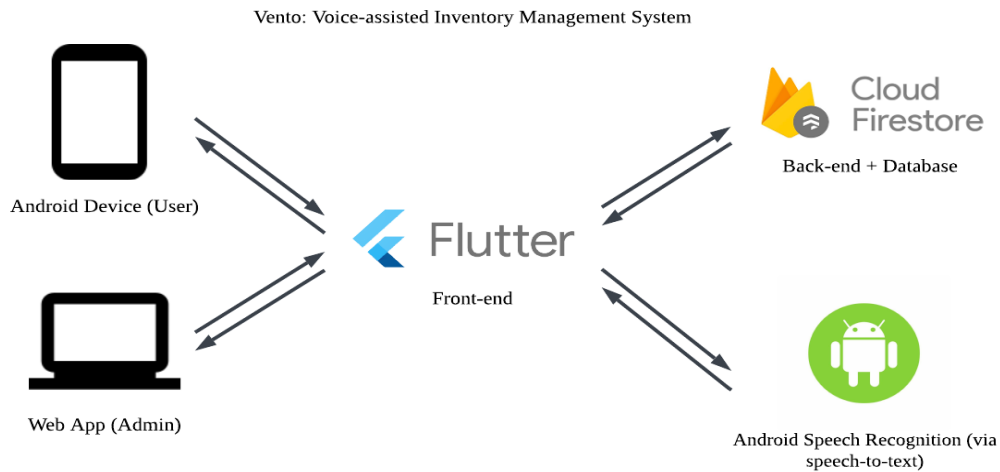 Vento: Voice-assisted Inventory Management System
Android Device (User)
Web App (Admin)
Flutter
Front-end
Cloud
Firestore
Back-end + Database
Android Speech Recognition (via
speech-to-text)